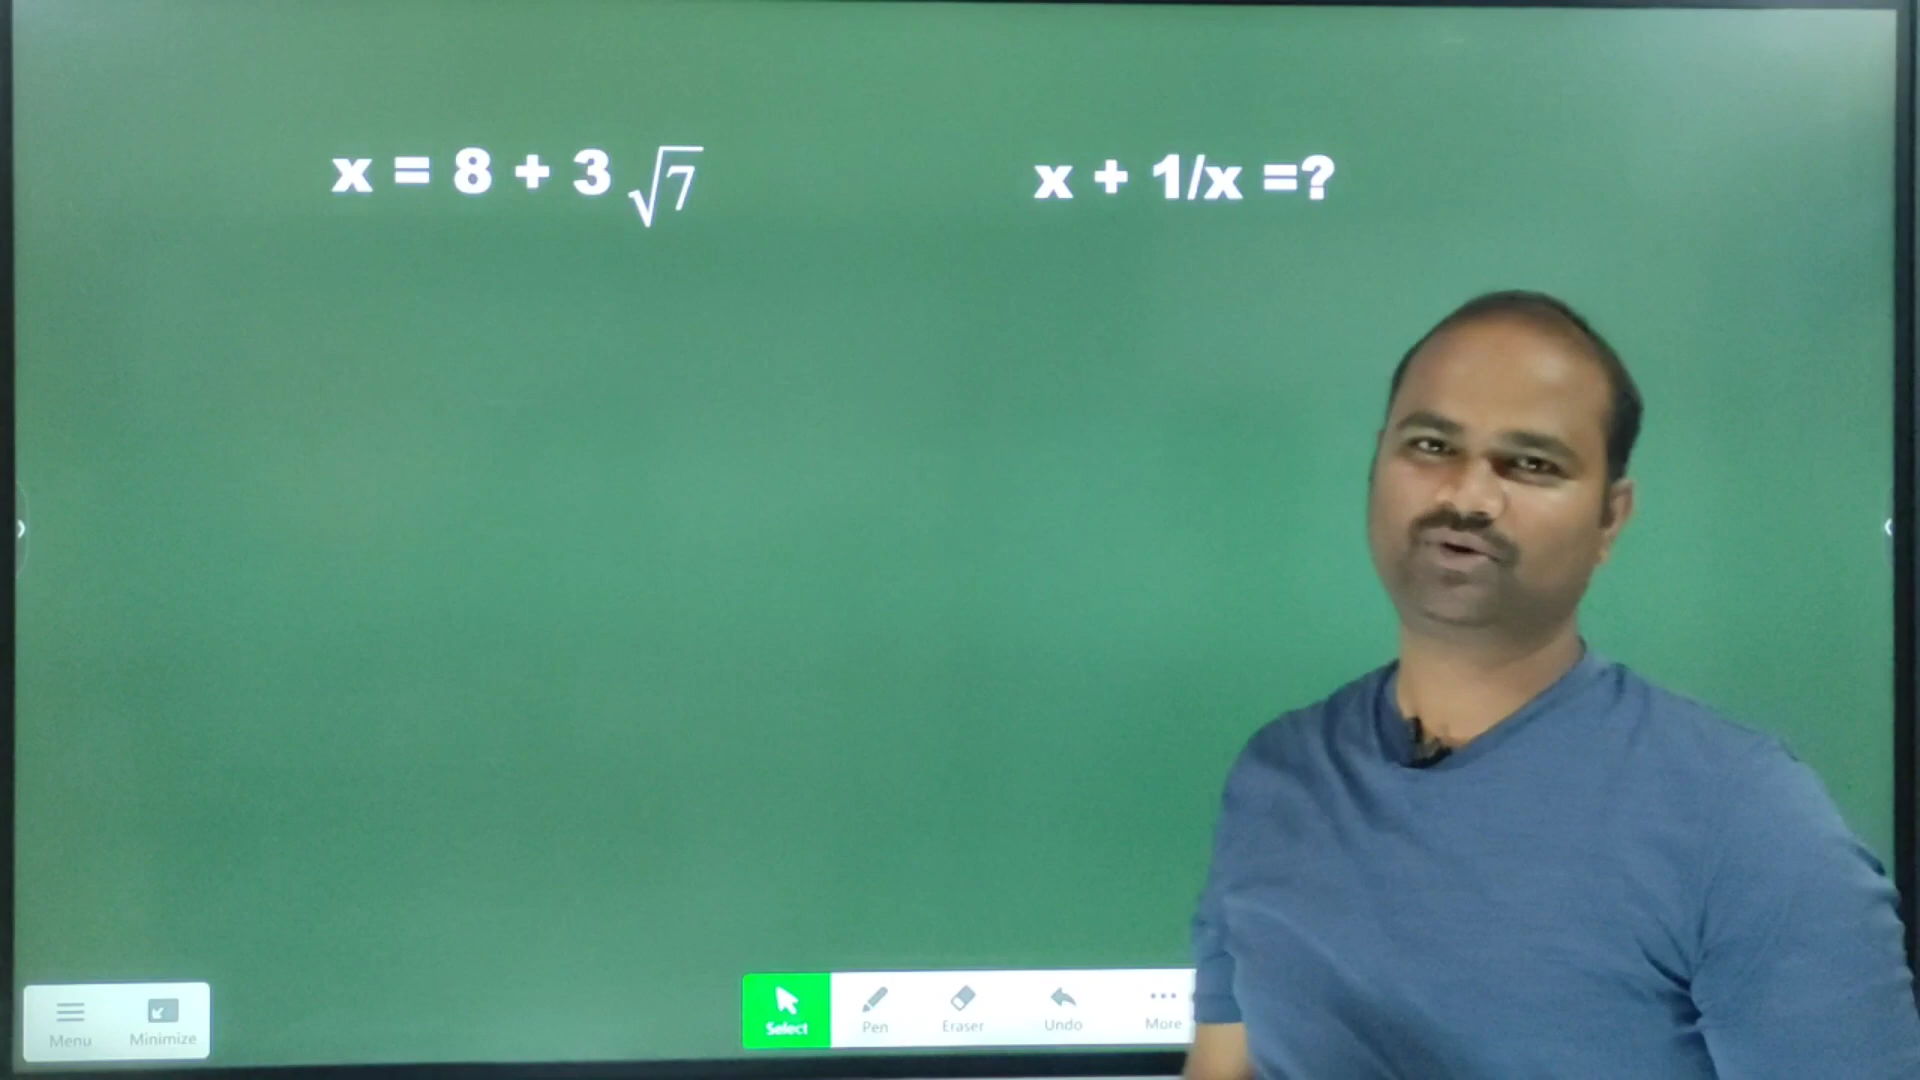 x = 8 + 3 √7
x + 1/x =?
Menu
Minimize
Select
Pen
Eraser
Undo
More